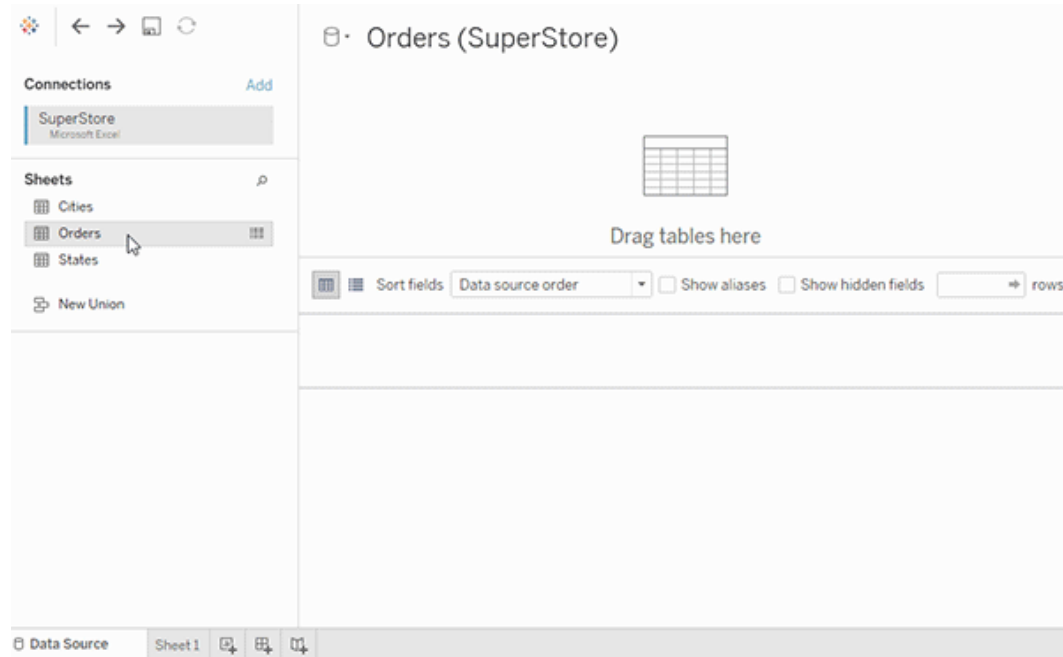 Orders (SuperStore)
Connections
Add
SuperStore
Microsoft Excel
Sheets
Cities
Orders
States
New Union
Drag tables here
Sort fields Data source order Show aliases Show hidden fields rows
Data Source Sheet 1